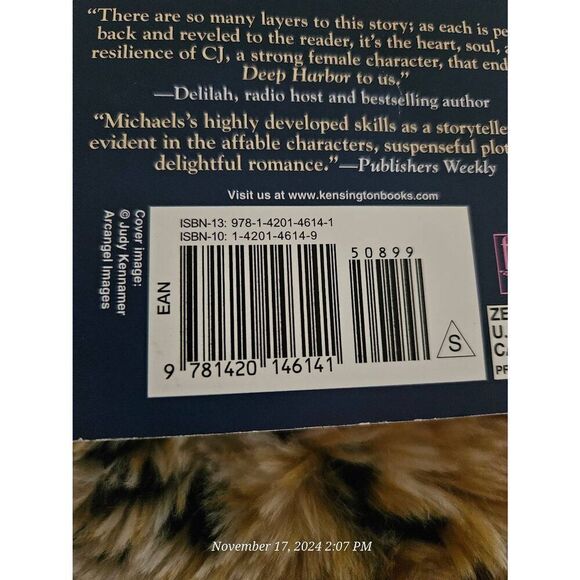 “There are so many layers to this story; as each is pe
back and reveled to the reader, it’s the heart, soul, a
resilience of CJ, a strong female character, that end
Deep Harbor to us.”
—Delilah, radio host and bestselling author
“Michaels’s highly developed skills as a storytelle
evident in the affable characters, suspenseful plot
delightful romance.”—Publishers Weekly
Visit us at www.kensingtonbooks.com
Cover image:
© Judy Kennamer
Arcangel Images
ISBN-13: 978-1-4201-4614-1
ISBN-10: 1-4201-4614-9
50899
EAN
9 781420 146141
S
ZE
U.
CA
PF
November 17, 2024 2:07 PM